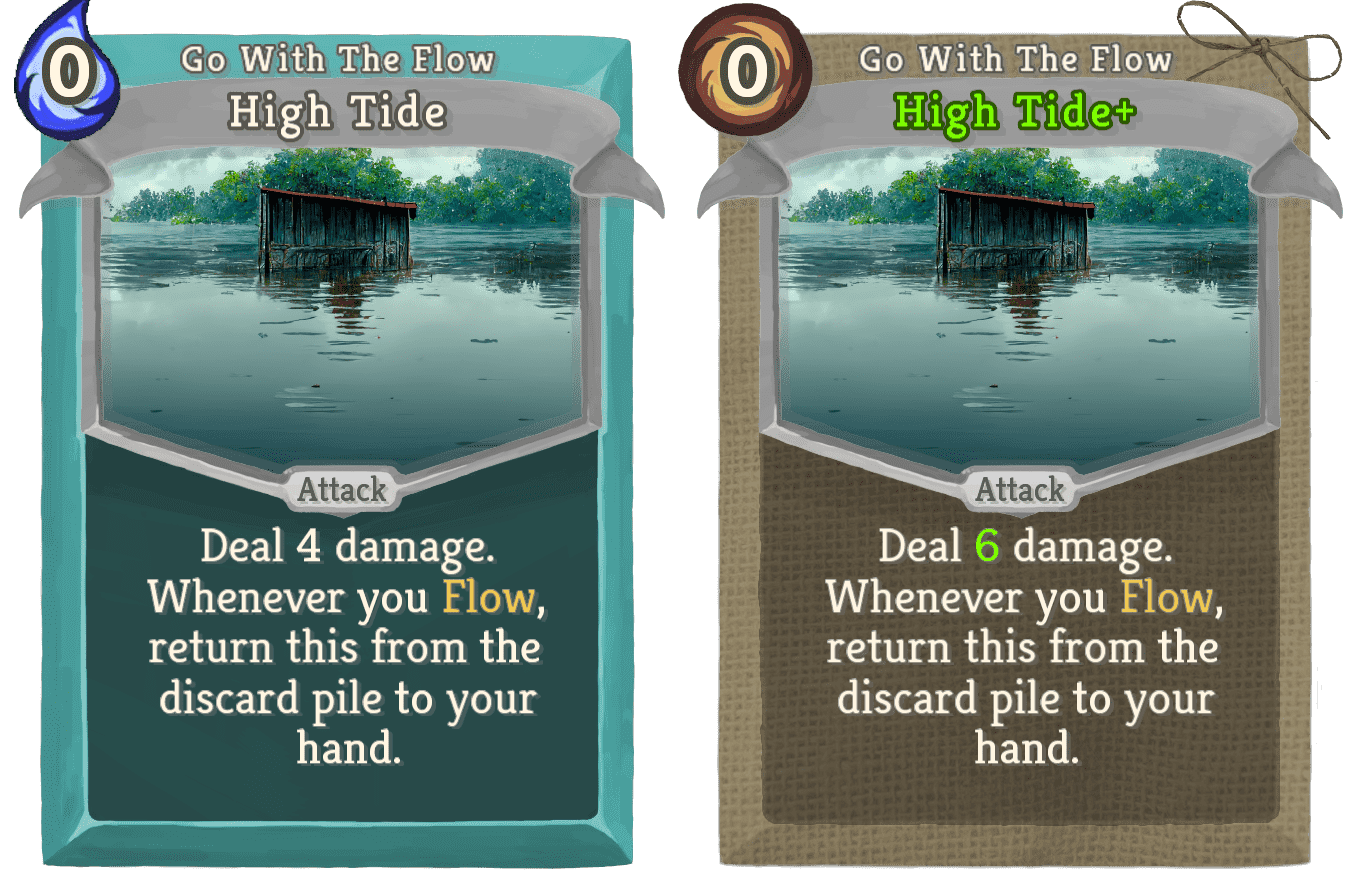 0
Go With The Flow
High Tide
Attack
Deal 4 damage.
Whenever you Flow,
return this from the
discard pile to your
hand.
0
Go With The Flow
High Tide+
Attack
Deal 6 damage.
Whenever you Flow,
return this from the
discard pile to your
hand.